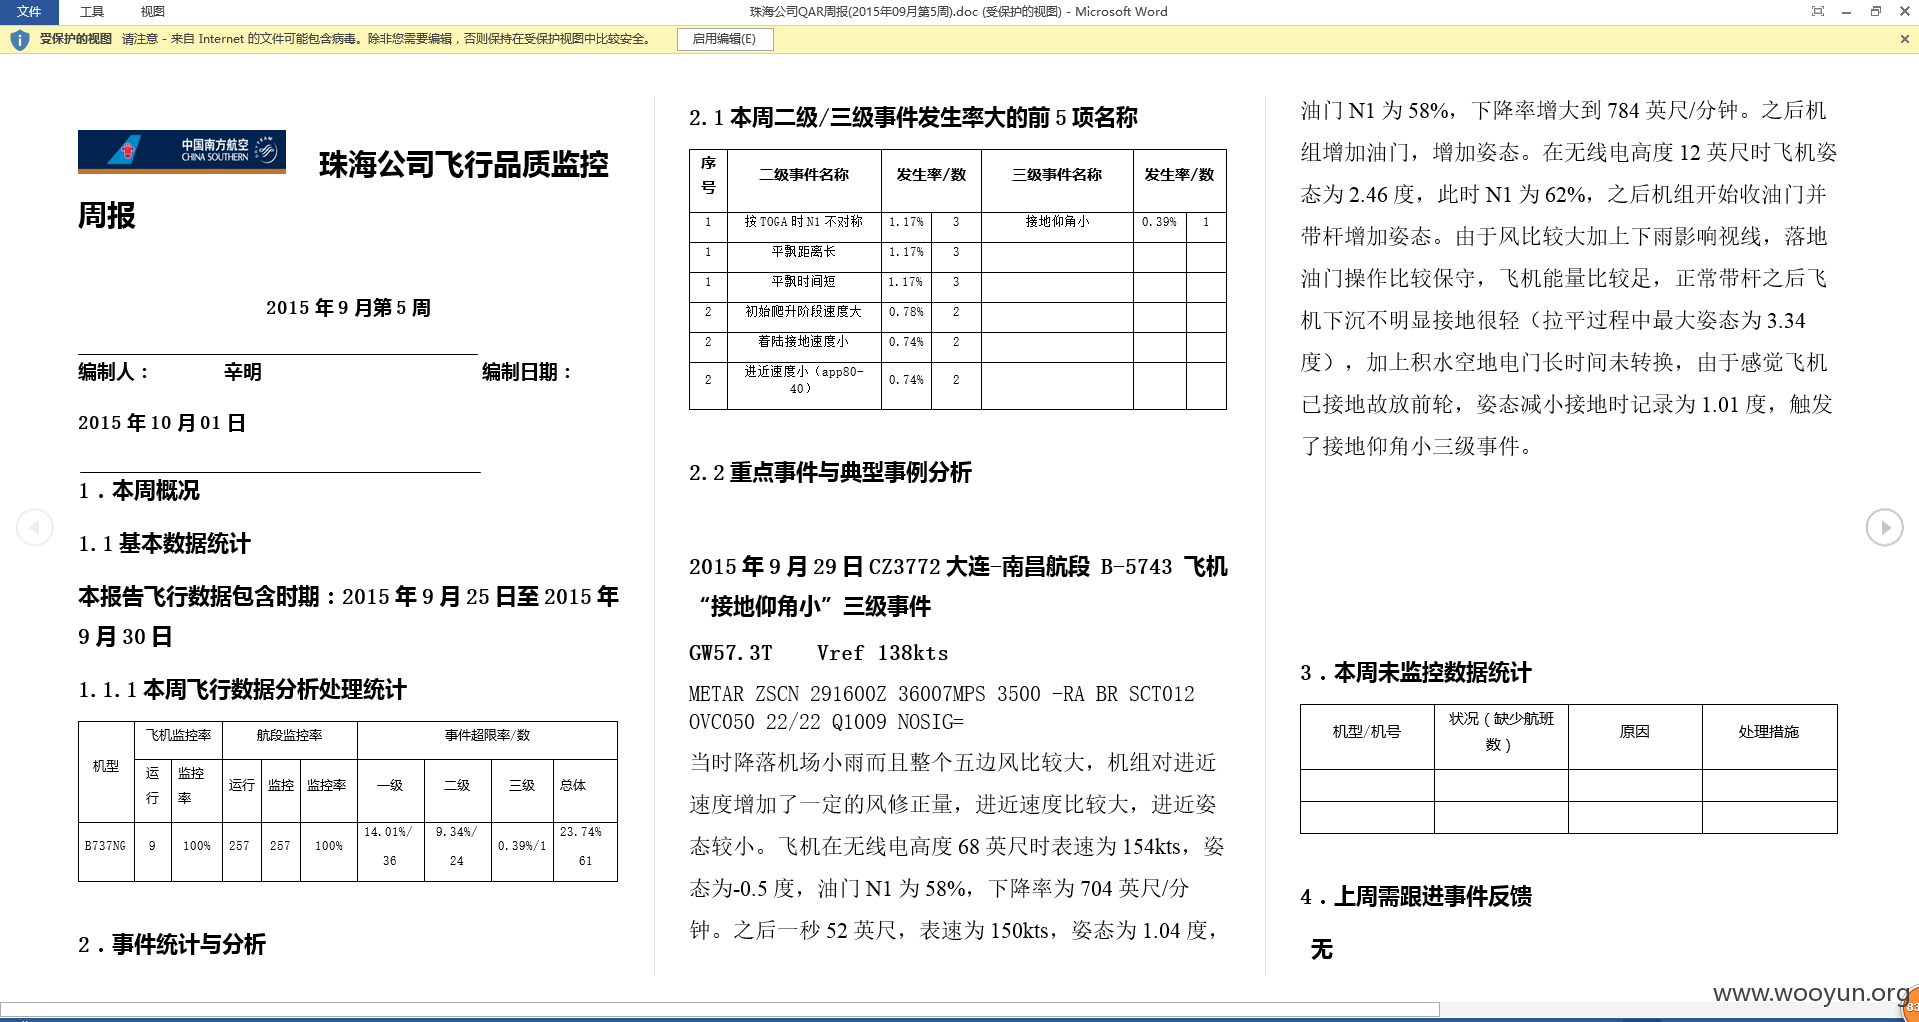 文件 工具 视图
珠海公司QAR周报(2015年09月第5周).doc (受保护的视图) - Microsoft Word
受保护的视图 请注意 - 来自 Internet 的文件可能包含病毒。除非您需要编辑，否则保持在受保护视图中比较安全。 启用编辑(E)
中国南方航空
CHINA SOUTHERN
珠海公司飞行品质监控
周报
2015 年 9 月第 5 周
编制人： 辛明 编制日期：
2015 年 10 月 01 日
1．本周概况
1.1 基本数据统计
本报告飞行数据包含时期：2015 年 9 月 25 日至 2015 年
9 月 30 日
1.1.1 本周飞行数据分析处理统计
机型 飞机监控率 航段监控率 事件超限率/数
运行 监控率 运行 监控 监控率 一级 二级 三级 总体
B737NG 9 100% 257 257 100% 14.01%/36 9.34%/24 0.39%/1 23.74% 61
2．事件统计与分析
2.1 本周二级/三级事件发生率大的前 5 项名称
序号 二级事件名称 发生率/数 三级事件名称 发生率/数
1 按 TOGA 时 N1 不对称 1.17% 3 接地仰角小 0.39% 1
1 平飘距离长 1.17% 3
1 平飘时间短 1.17% 3
2 初始爬升阶段速度大 0.78% 2
2 着陆接地速度小 0.74% 2
2 进近速度小（app80-40） 0.74% 2
2.2 重点事件与典型事例分析
2015 年 9 月 29 日 CZ3772 大连-南昌航段 B-5743 飞机
“接地仰角小”三级事件
GW57.3T Vref 138kts
METAR ZSCN 291600Z 36007MPS 3500 -RA BR SCT012
OVC050 22/22 Q1009 NOSIG=
当时降落机场小雨而且整个五边风比较大，机组对进近
速度增加了一定的风修正量，进近速度比较大，进近姿
态较小。飞机在无线电高度 68 英尺时表速为 154kts，姿
态为-0.5 度，油门 N1 为 58%，下降率为 704 英尺/分
钟。之后一秒 52 英尺，表速为 150kts，姿态为 1.04 度，
油门 N1 为 58%，下降率增大到 784 英尺/分钟。之后机
组增加油门，增加姿态。在无线电高度 12 英尺时飞机姿
态为 2.46 度，此时 N1 为 62%，之后机组开始收油门并
带杆增加姿态。由于风比较大加上下雨影响视线，落地
油门操作比较保守，飞机能量比较足，正常带杆之后飞
机下沉不明显接地很轻（拉平过程中最大姿态为 3.34
度），加上积水空地电门长时间未转换，由于感觉飞机
已接地故放前轮，姿态减小接地时记录为 1.01 度，触发
了接地仰角小三级事件。
3．本周未监控数据统计
机型/机号 状况（缺少航班数） 原因 处理措施
4．上周需跟进事件反馈
无
www.wooyun.org
83